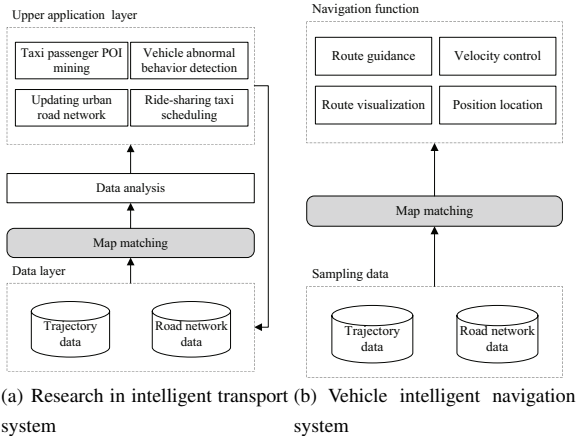 Upper application layer
Taxi passenger POI
mining
Vehicle abnormal
behavior detection
Updating urban
road network
Ride-sharing taxi
scheduling
Data analysis
Map matching
Data layer
Trajectory
data
Road network
data
(a) Research in intelligent transport
system
Navigation function
Route guidance
Velocity control
Route visualization
Position location
Map matching
Sampling data
Trajectory
data
Road network
data
(b) Vehicle intelligent navigation
system